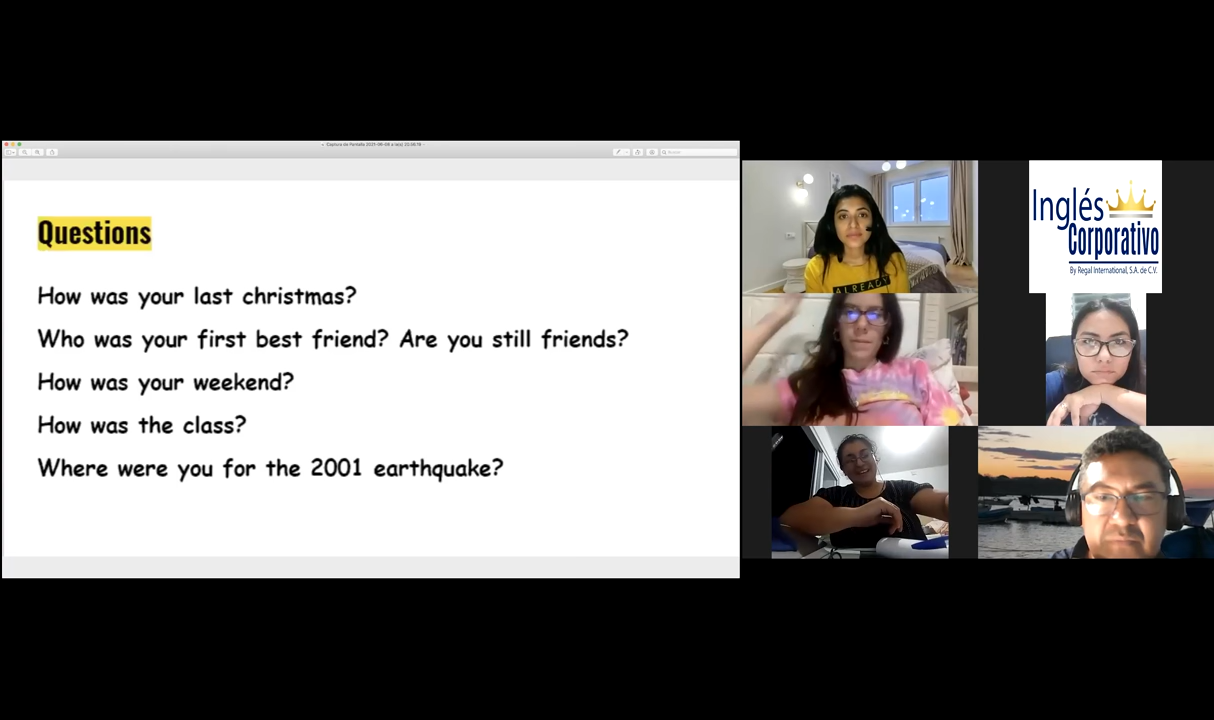 Questions
How was your last christmas?
Who was your first best friend? Are you still friends?
How was your weekend?
How was the class?
Where were you for the 2001 earthquake?
ALREADY
Inglés
Corporativo
By Regal International, S.A. de C.V.